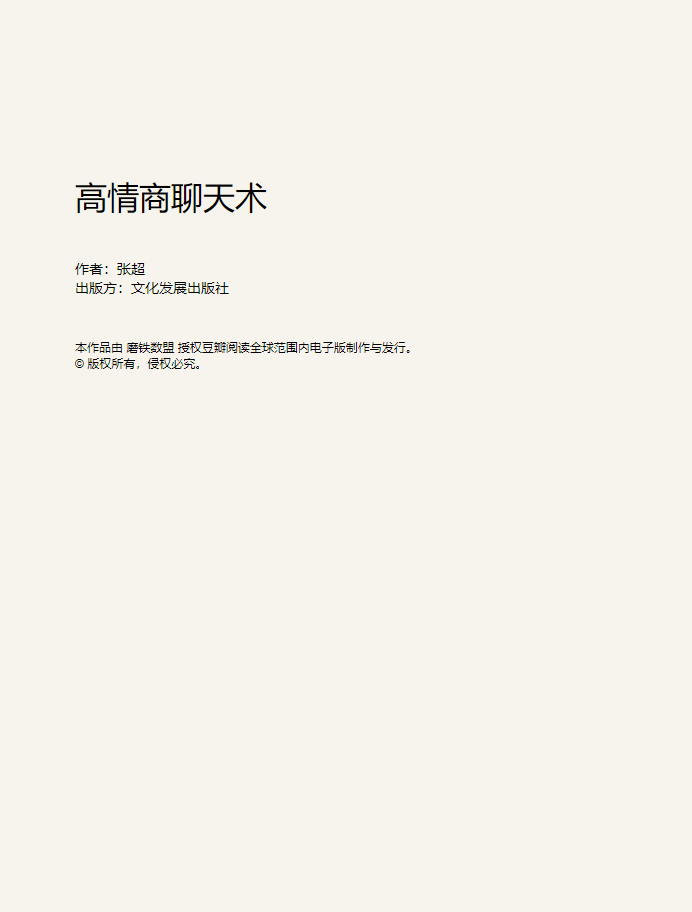 高情商聊天术
作者：张超
出版方：文化发展出版社
本作品由 磨铁数盟 授权豆瓣阅读全球范围内电子版制作与发行。
© 版权所有，侵权必究。